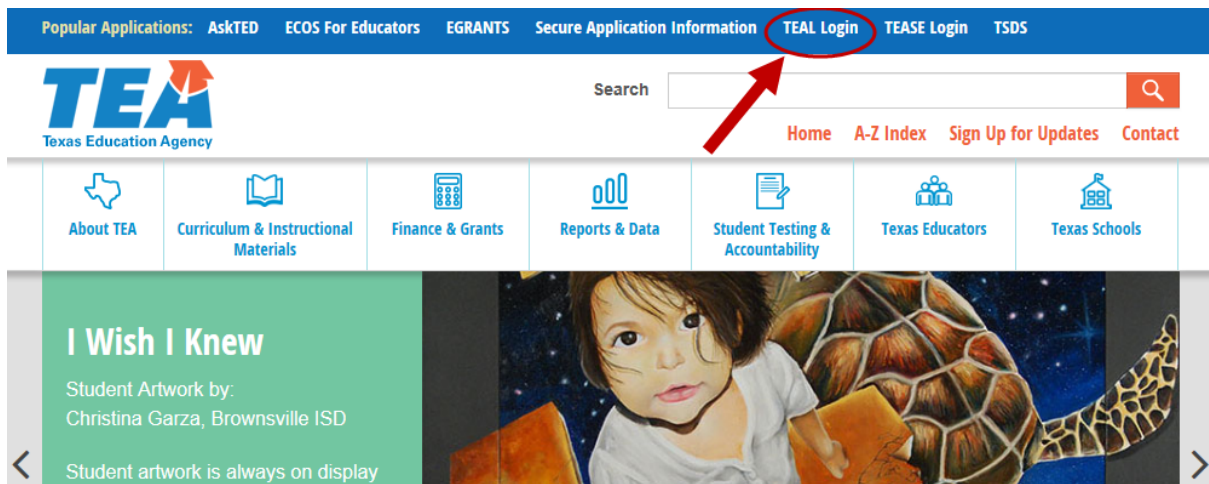 Popular Applications: AskTED ECOS For Educators EGRANTS Secure Application Information TEAL Login TEASE Login TSDS
TEA
Texas Education Agency
Search
Home A-Z Index Sign Up for Updates Contact
About TEA
Curriculum & Instructional
Materials
Finance & Grants
Reports & Data
Student Testing &
Accountability
Texas Educators
Texas Schools
I Wish I Knew
Student Artwork by:
Christina Garza, Brownsville ISD
Student artwork is always on display